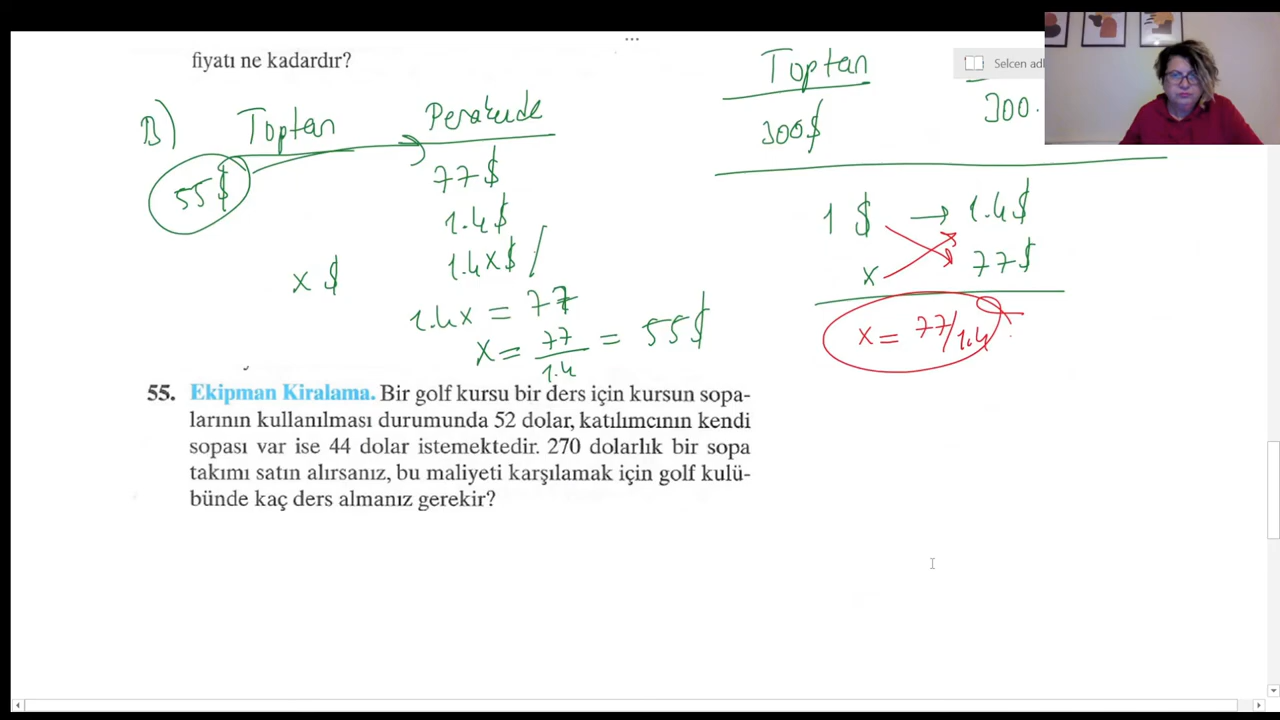 fiyatı ne kadardır?
Selcen adl
B) Toptan Perakende
55$ 77$
1.4$
x $ 1.4x$
1.4x = 77
x = 77/1.4 = 55$
Toptan
300$ 300.
1 $ → 1.4$
x 77$
x = 77/1.4
55. Ekipman Kiralama. Bir golf kursu bir ders için kursun sopa-
larının kullanılması durumunda 52 dolar, katılımcının kendi
sopası var ise 44 dolar istemektedir. 270 dolarlık bir sopa
takımı satın alırsanız, bu maliyeti karşılamak için golf kulü-
bünde kaç ders almanız gerekir?